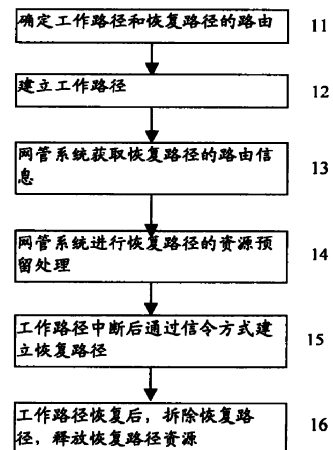 确定工作路径和恢复路径的路由
11
建立工作路径
12
网管系统获取恢复路径的路由信
息
13
网管系统进行恢复路径的资源预
留处理
14
工作路径中断后通过信令方式建
立恢复路径
15
工作路径恢复后，拆除恢复路
径，释放恢复路径资源
16